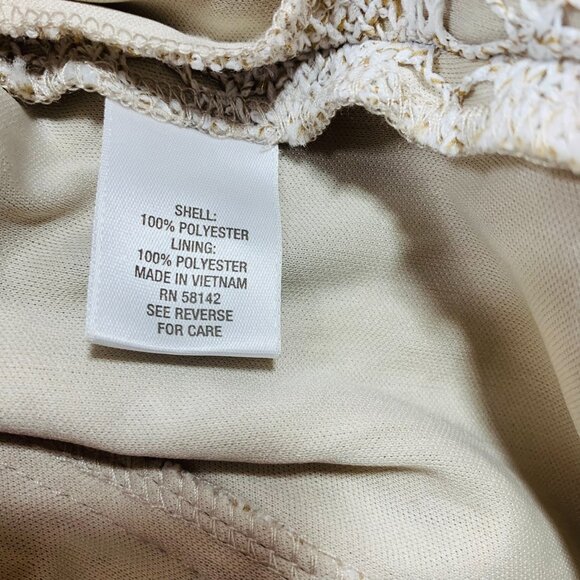 SHELL:
100% POLYESTER
LINING:
100% POLYESTER
MADE IN VIETNAM
RN 58142
SEE REVERSE
FOR CARE